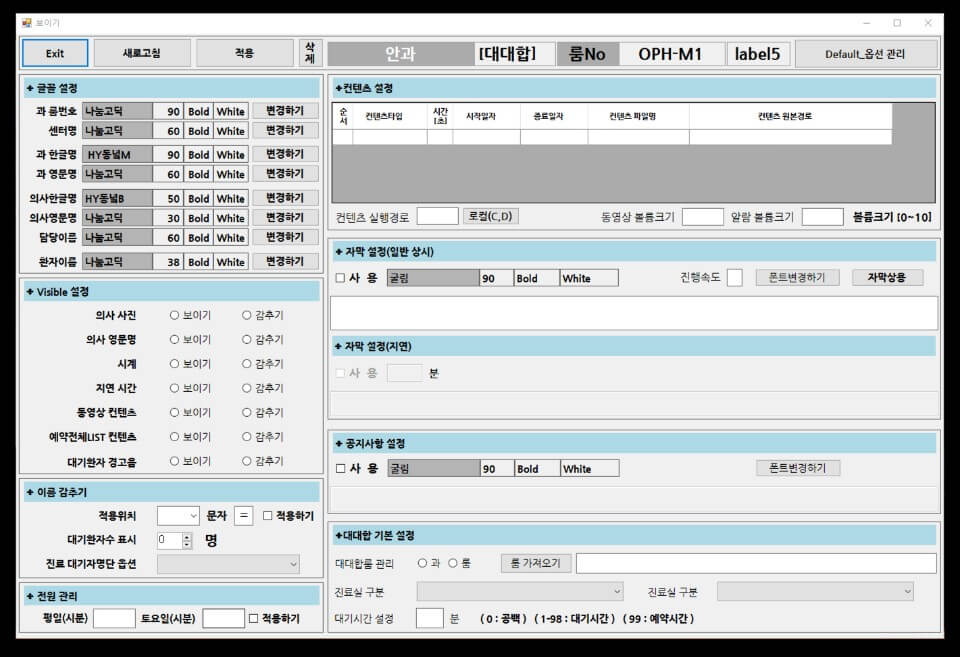 보이기
Exit 새로고침 적용 삭제 안과 [대대합] 룸No OPH-M1 label5 Default_옵션 관리
+ 글꼴 설정
과 룸번호 나눔고딕 90 Bold White 변경하기
센터명 나눔고딕 60 Bold White 변경하기
과 한글명 HY동녘M 90 Bold White 변경하기
과 영문명 나눔고딕 60 Bold White 변경하기
의사한글명 HY동녘B 50 Bold White 변경하기
의사영문명 나눔고딕 30 Bold White 변경하기
담당이름 나눔고딕 60 Bold White 변경하기
환자이름 나눔고딕 38 Bold White 변경하기
+ Visible 설정
의사 사진 보이기 감추기
의사 영문명 보이기 감추기
시계 보이기 감추기
지연 시간 보이기 감추기
동영상 컨텐츠 보이기 감추기
예약전체LIST 컨텐츠 보이기 감추기
대기환자 경고음 보이기 감추기
+ 이름 감추기
적용위치 문자 = 적용하기
대기환자수 표시 0 명
진료 대기자명단 옵션
+ 전원 관리
평일(시분) 토요일(시분) 적용하기
+컨텐츠 설정
순서 컨텐츠타입 시간[초] 시작일자 종료일자 컨텐츠 파일명 컨텐츠 원본경로
컨텐츠 실행경로 로컬(C,D) 동영상 볼륨크기 알람 볼륨크기 볼륨크기 [0~10]
+ 자막 설정(일반 상시)
사 용 굴림 90 Bold White 진행속도 폰트변경하기 자막상용
+ 자막 설정(지연)
사 용 분
+ 공지사항 설정
사 용 굴림 90 Bold White 폰트변경하기
+대대합 기본 설정
대대합룸 관리 과 룸 룸 가져오기
진료실 구분 진료실 구분
대기시간 설정 분 ( 0 : 공백 ) ( 1-98 : 대기시간 ) ( 99 : 예약시간 )